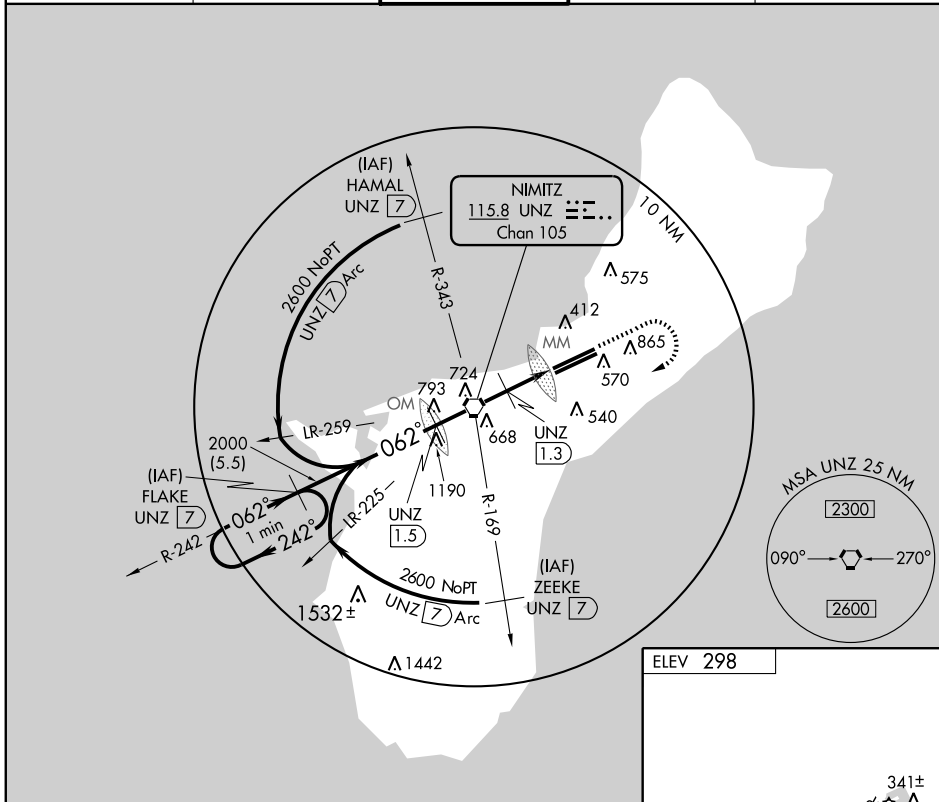 (IAF)
HAMAL
UNZ 7
NIMITZ
115.8 UNZ
Chan 105
10 NM
2600 NoPT
UNZ 7 Arc
R-343
575
412
MM
865
570
724
793
OM
540
668
UNZ
1.3
LR-259
062°
2000
(5.5)
(IAF)
FLAKE
UNZ 7
062°
1 min
242°
R-242
LR-225
1190
UNZ
1.5
R-169
MSA UNZ 25 NM
2300
090°
270°
2600
(IAF)
ZEEKE
UNZ 7
2600 NoPT
UNZ 7 Arc
1532±
1442
ELEV 298
341±